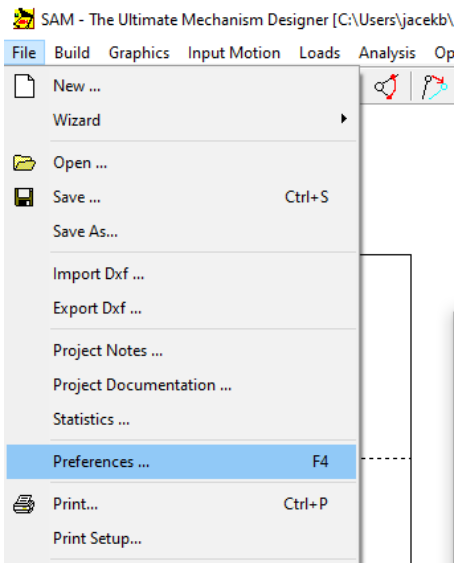 SAM - The Ultimate Mechanism Designer [C:\Users\jacekb\
File Build Graphics Input Motion Loads Analysis Op
New ...
Wizard
Open ...
Save ... Ctrl+S
Save As...
Import Dxf ...
Export Dxf ...
Project Notes ...
Project Documentation ...
Statistics ...
Preferences ... F4
Print... Ctrl+P
Print Setup...